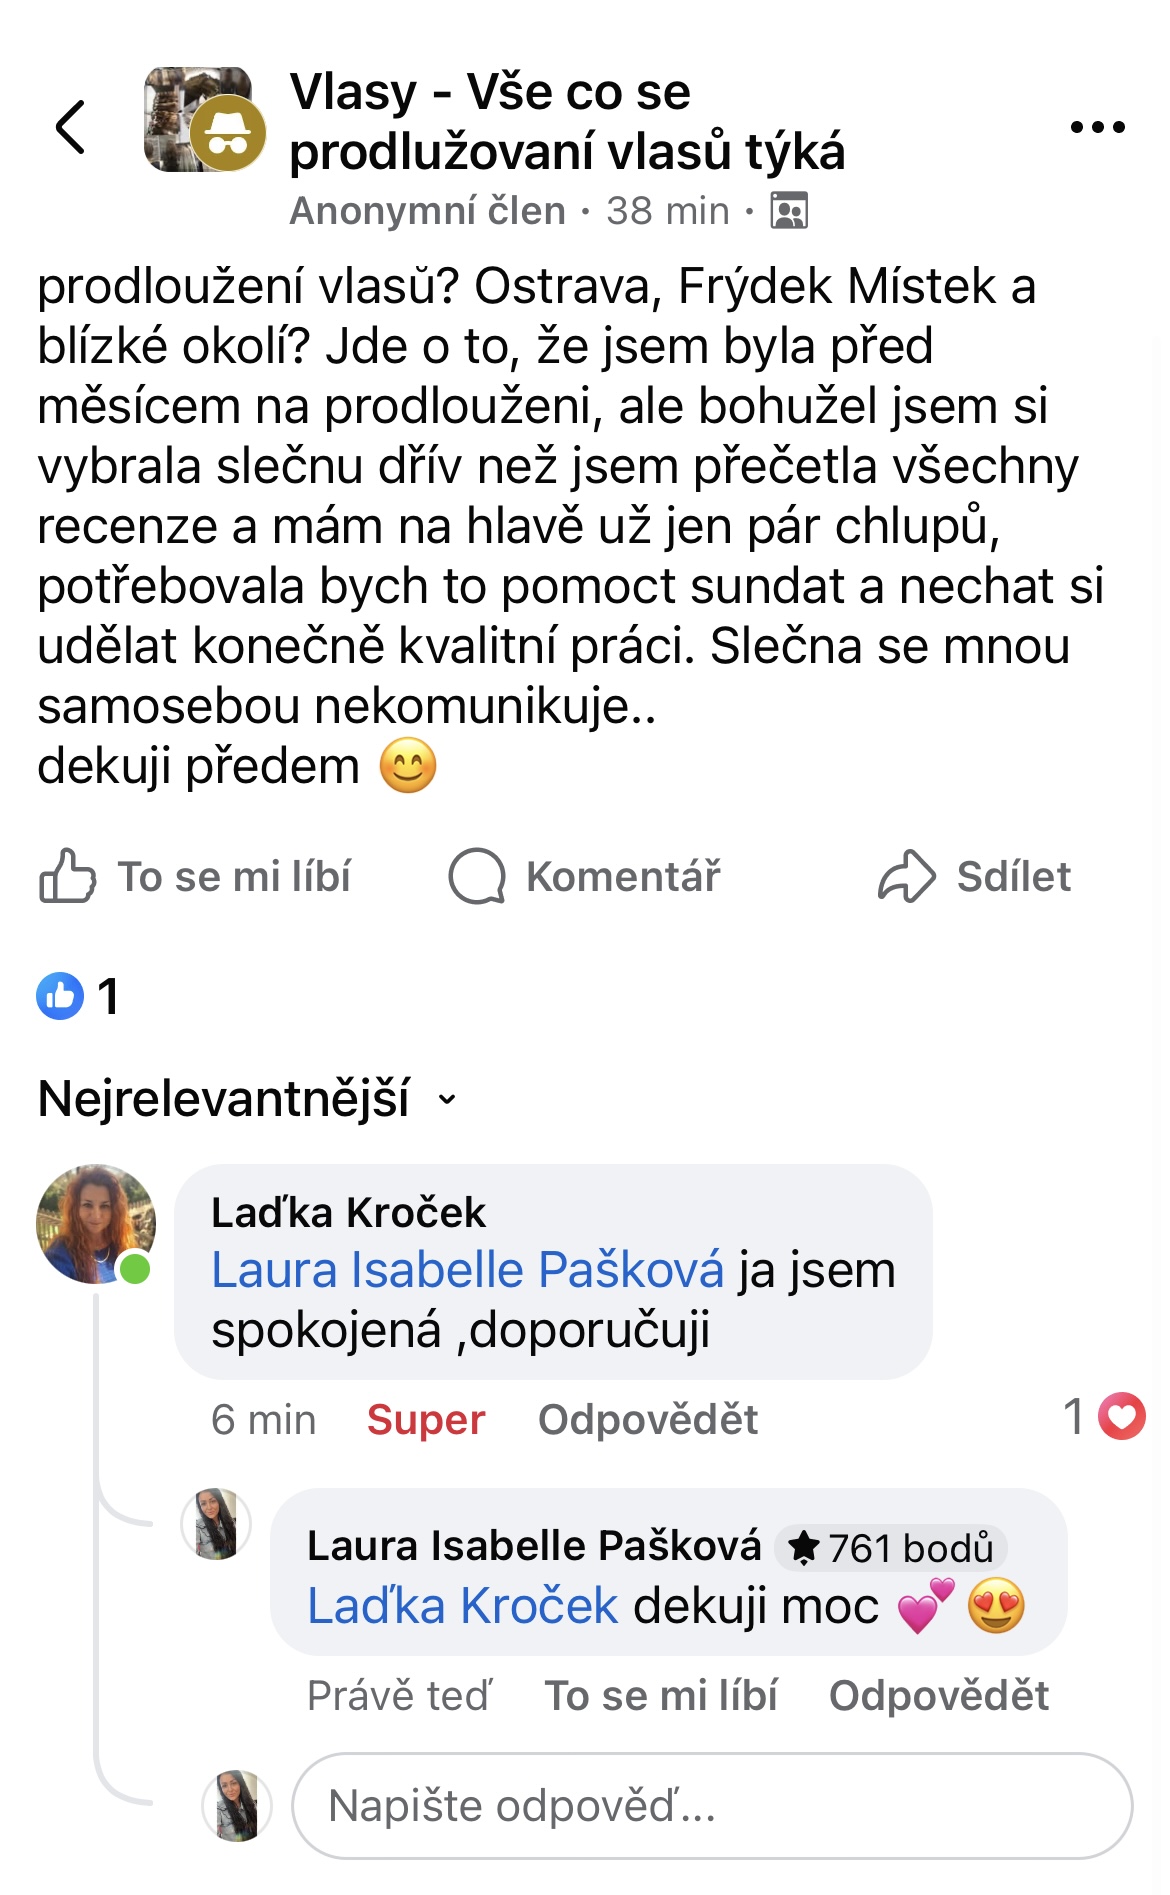 Vlasy - Vše co se
prodlužovaní vlasů týká
Anonymní člen · 38 min ·
prodloužení vlasů? Ostrava, Frýdek Místek a
blízké okolí? Jde o to, že jsem byla před
měsícem na prodlouženi, ale bohužel jsem si
vybrala slečnu dřív než jsem přečetla všechny
recenze a mám na hlavě už jen pár chlupů,
potřebovala bych to pomoct sundat a nechat si
udělat konečně kvalitní práci. Slečna se mnou
samosebou nekomunikuje..
dekuji předem 😊
To se mi líbí Komentář Sdílet
1
Nejrelevantnější
Laďka Kroček
Laura Isabelle Pašková ja jsem
spokojená ,doporučuji
6 min Super Odpovědět 1
Laura Isabelle Pašková 761 bodů
Laďka Kroček dekuji moc 💕😍
Právě teď To se mi líbí Odpovědět
Napište odpověď...